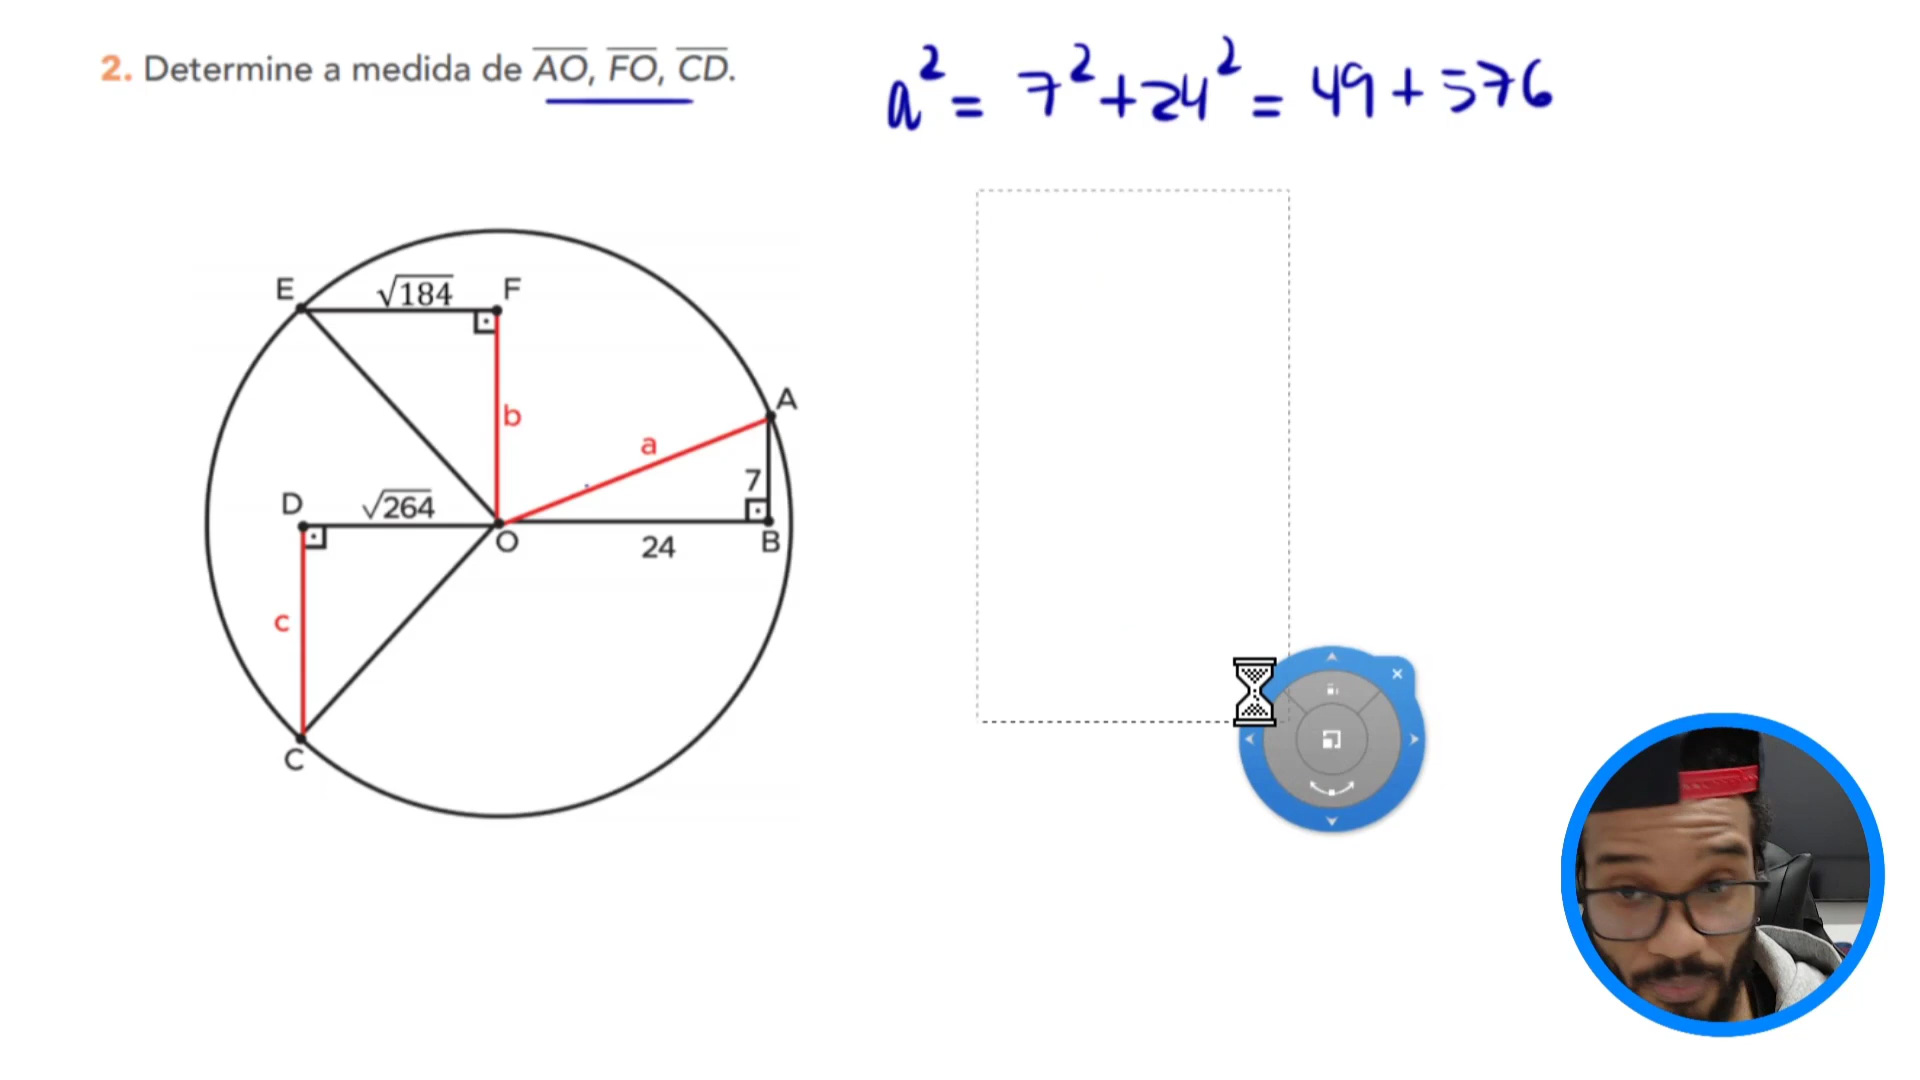 2. Determine a medida de AO, FO, CD.
a² = 7² + 24² = 49 + 576
E √184 F
A
b
a
7
D √264
O 24 B
c
C